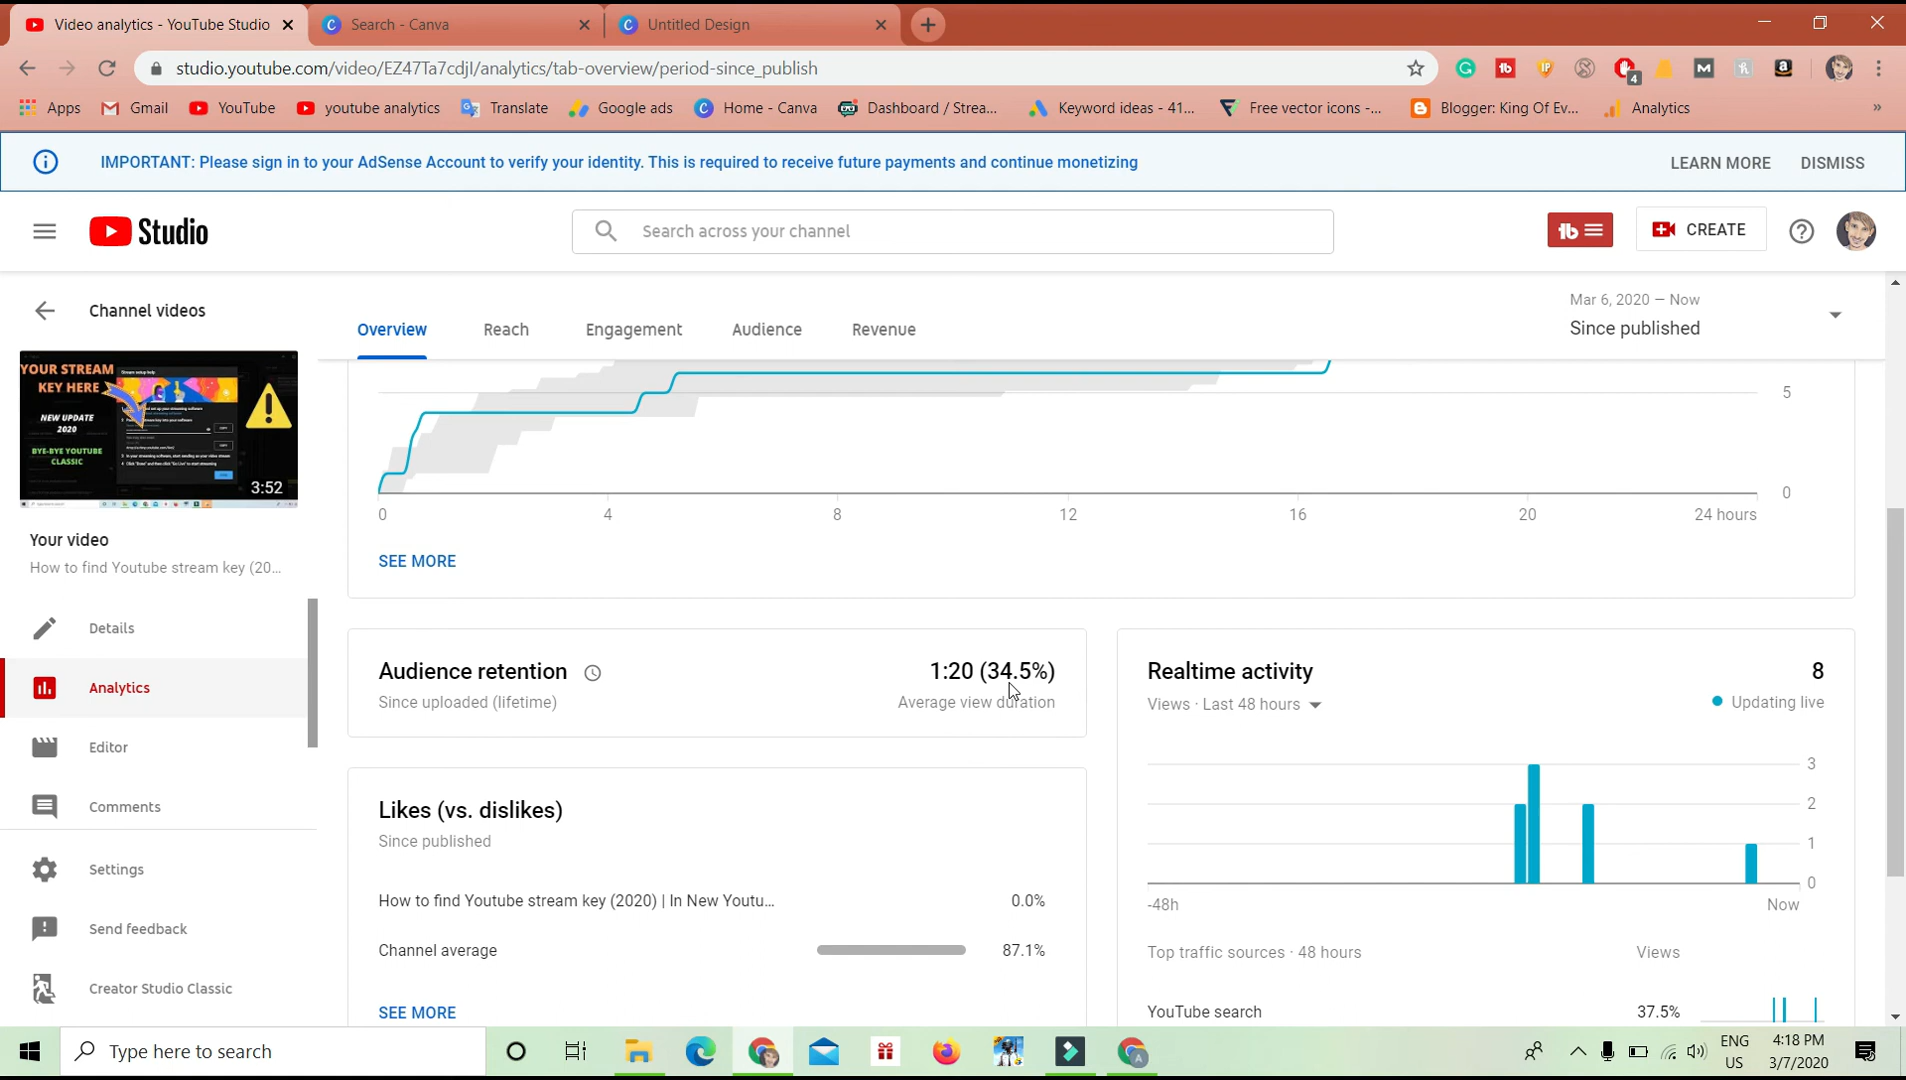 Video analytics - YouTube Studio
Search - Canva
Untitled Design
studio.youtube.com/video/EZ47Ta7cdjI/analytics/tab-overview/period-since_publish
4
Apps
Gmail
YouTube
youtube analytics
Translate
Google ads
Home - Canva
Dashboard / Strea...
Keyword ideas - 41...
Free vector icons -...
Blogger: King Of Ev...
Analytics
IMPORTANT: Please sign in to your AdSense Account to verify your identity. This is required to receive future payments and continue monetizing
LEARN MORE
DISMISS
Studio
Search across your channel
CREATE
Channel videos
Overview
Reach
Engagement
Audience
Revenue
Mar 6, 2020 – Now
Since published
YOUR STREAM
KEY HERE
NEW UPDATE
2020
BYE-BYE YOUTUBE
CLASSIC
Stream setup help
3:52
Your video
How to find Youtube stream key (20...
Details
Analytics
Editor
Comments
Settings
Send feedback
Creator Studio Classic
5
0
0
4
8
12
16
20
24 hours
SEE MORE
Audience retention
1:20 (34.5%)
Since uploaded (lifetime)
Average view duration
Likes (vs. dislikes)
Since published
How to find Youtube stream key (2020) | In New Youtu...
0.0%
Channel average
87.1%
SEE MORE
Realtime activity
8
Views · Last 48 hours
Updating live
3
2
1
0
-48h
Now
Top traffic sources · 48 hours
Views
YouTube search
37.5%
Type here to search
ENG
US
4:18 PM
3/7/2020